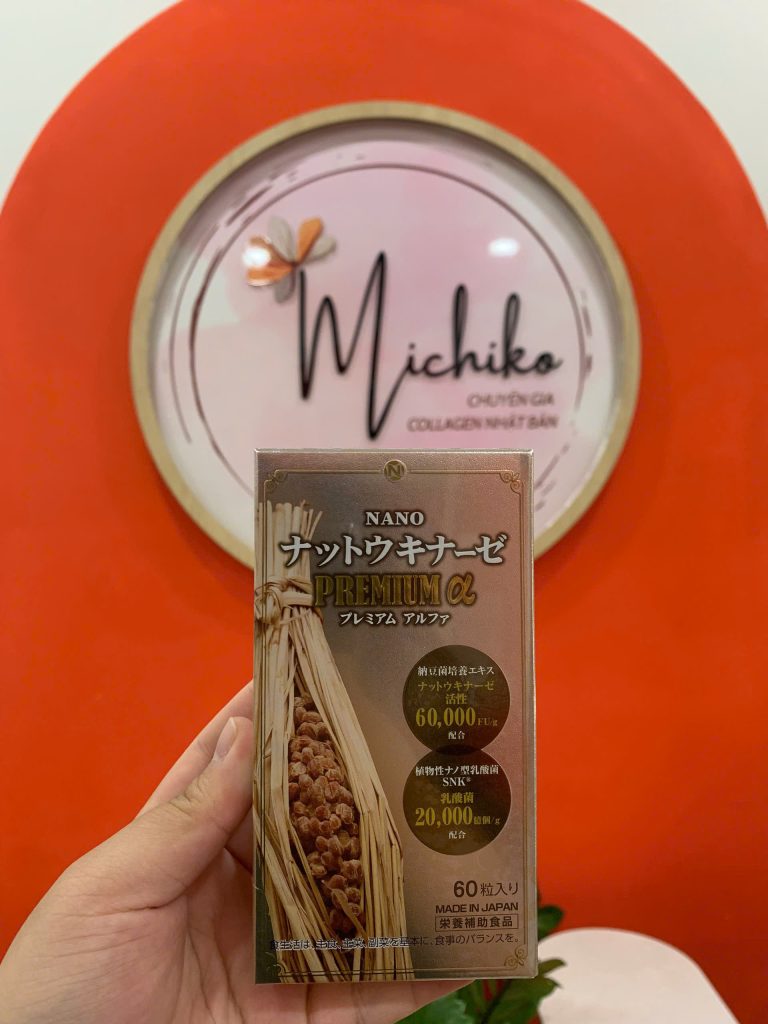 Michiko
CHUYÊN GIA
COLLAGEN NHẬT BẢN
N
NANO
ナットウキナーゼ
PREMIUM α
プレミアム アルファ
納豆菌培養エキス
ナットウキナーゼ
活性
60,000FU/g
配合
植物性ナノ型乳酸菌
SNK*
乳酸菌
20,000億個/g
配合
60粒入り
MADE IN JAPAN
栄養補助食品
食生活は、主食、主菜、副菜を基本に、食事のバランスを。